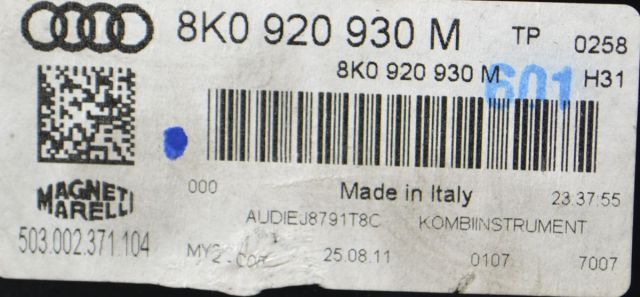 8K0 920 930 M TP 0258
8K0 920 930 M H31
601
000 Made in Italy 23:37:55
MAGNETI
MARELLI
AUDIEJ8791T8C KOMBIINSTRUMENT
503.002.371.104
25.08.11 0107 7007